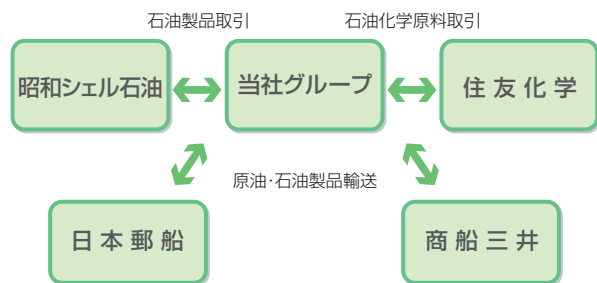 石油製品取引
石油化学原料取引
昭和シェル石油
当社グループ
住友化学
原油・石油製品輸送
日本郵船
商船三井